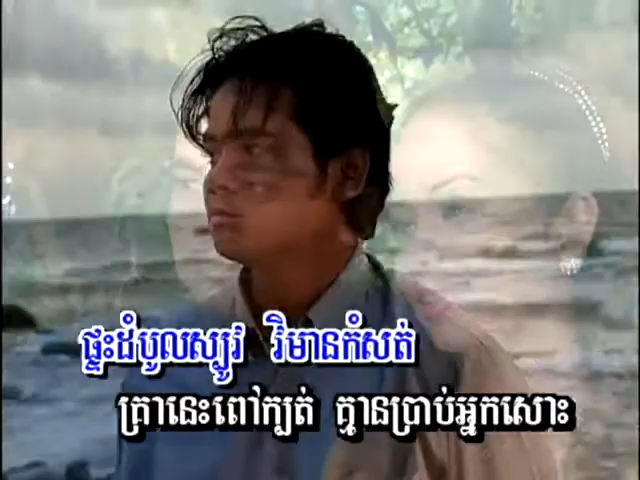 ផ្ទះដំបូលស្បូវ វិមានកំសត់
គ្រានេះពៅក្បត់ គ្មានប្រាប់អ្នកសោះ